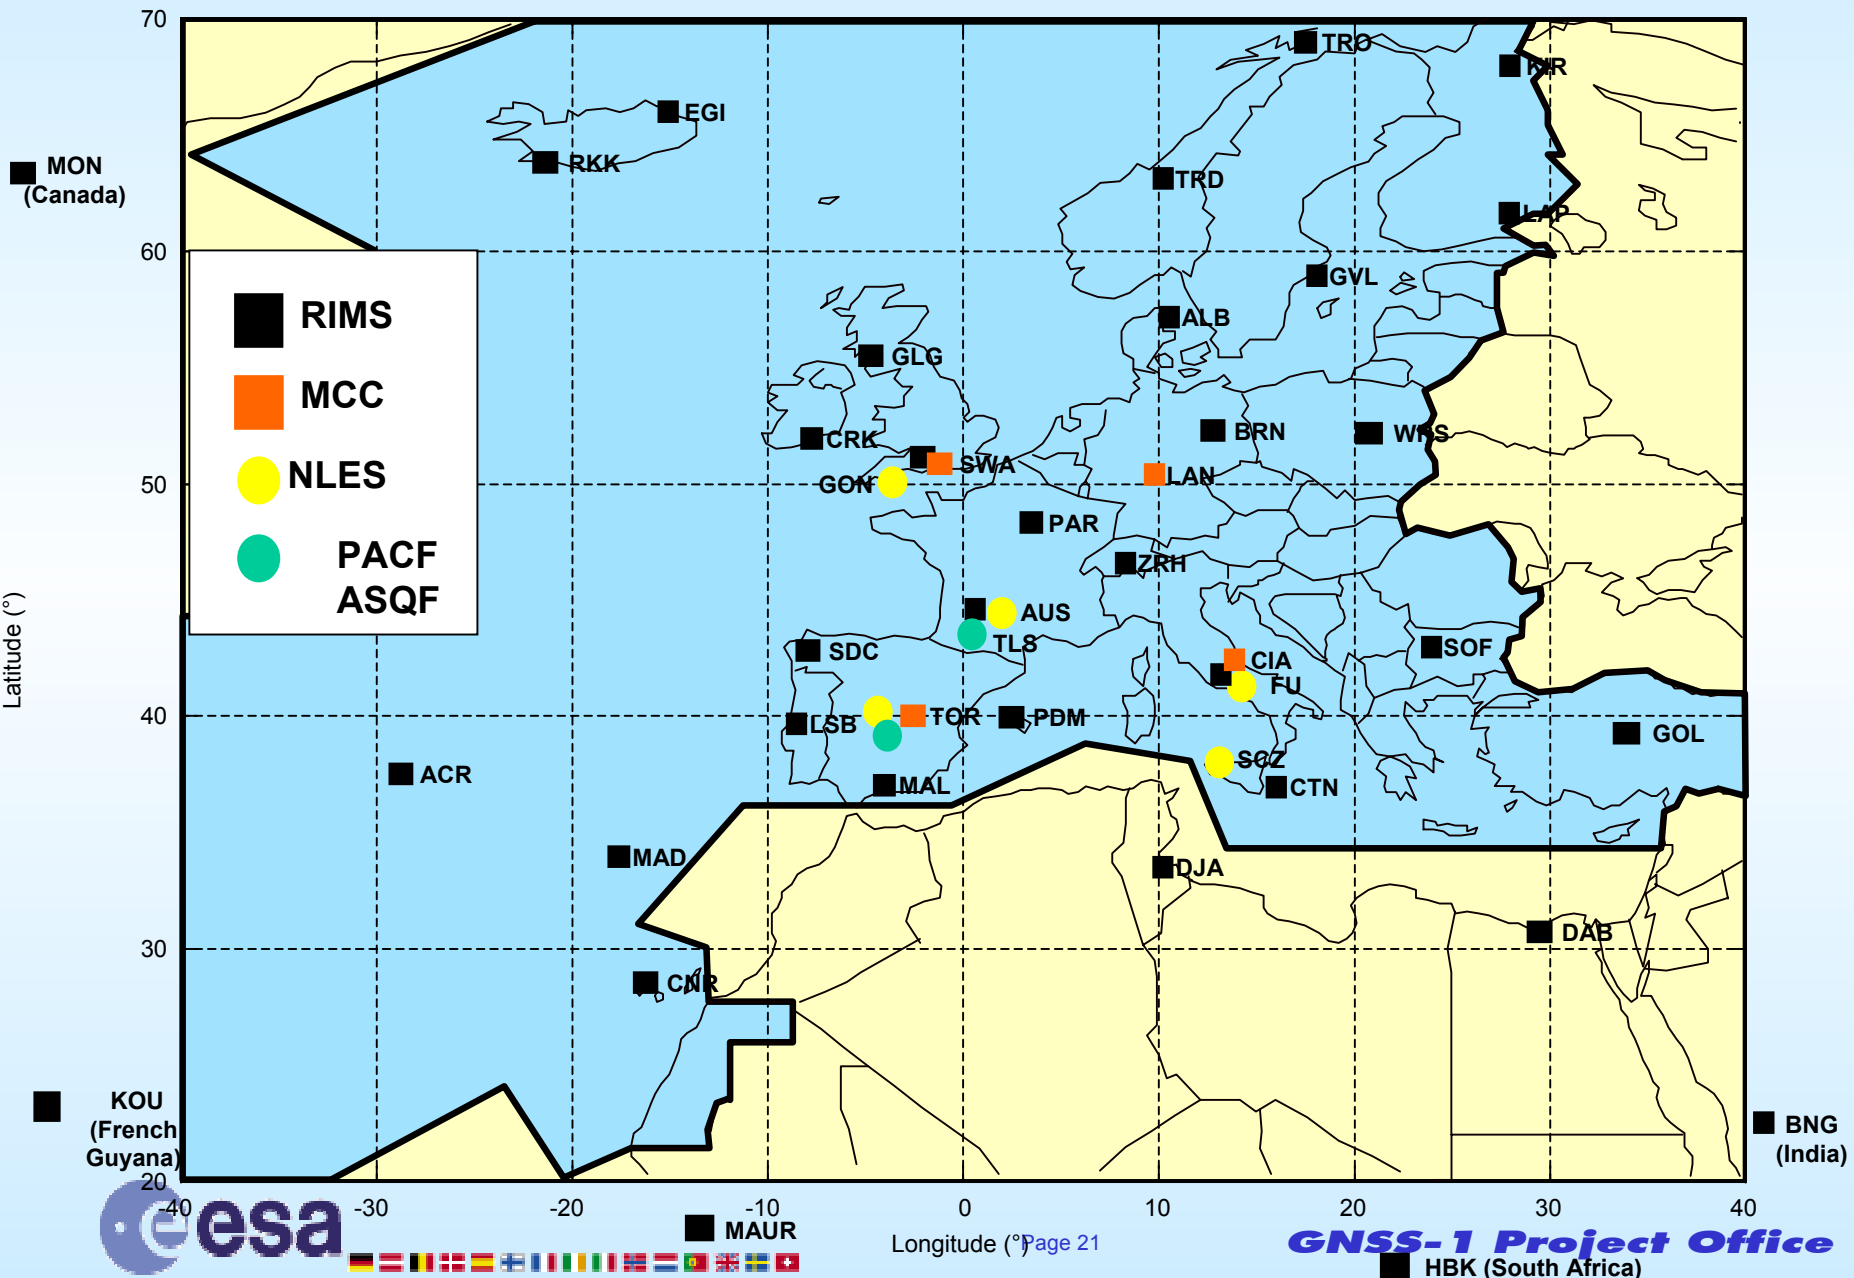 70
TRO
KIR
EGI
MON
(Canada)
RKK
TRD
LAP
60
GVL
RIMS
ALB
GLG
MCC
CRK
BRN
SWA
LAN
NLES
GON
50
PAR
PACF
ZRH
ASQF
AUS
TLS
Latitude (°)
SDC
SOF
CIA
FU
40
LSB
TOR
PDM
GOL
SCZ
ACR
MAL
CTN
MAD
DJA
30
DAB
CNR
KOU
(French
Guyana)
BNG
(India)
20
-40
-30
-20
-10
0
10
20
30
40
esa
MAUR
Longitude (°)
Page 21
GNSS-1 Project Office
HBK (South Africa)